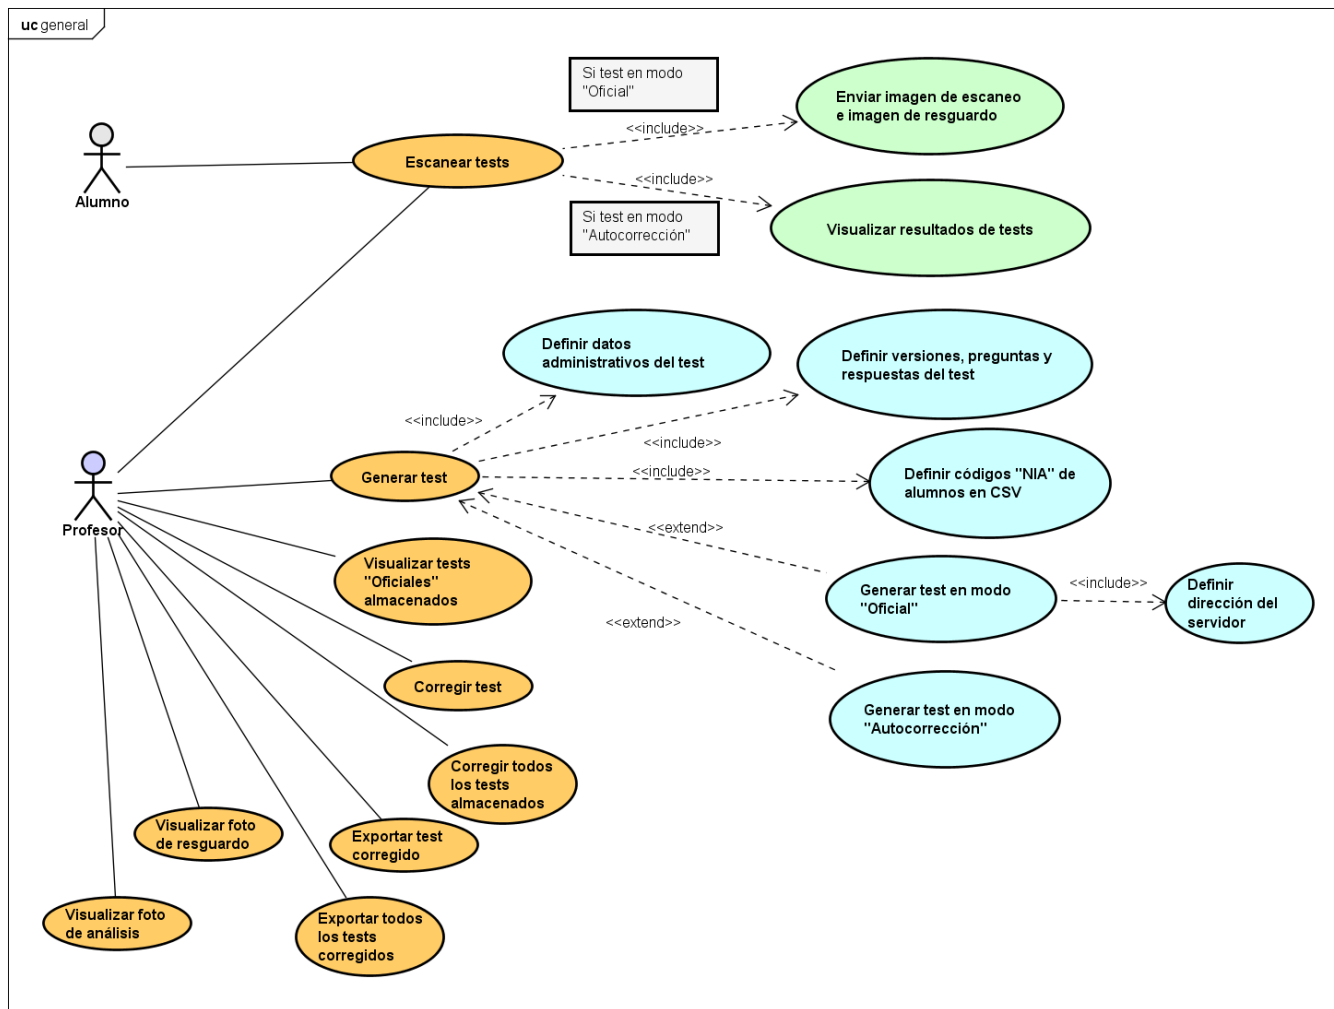 uc general
Si test en modo
"Oficial"
Enviar imagen de escaneo
e imagen de resguardo
<<include>>
Escanear tests
Alumno
<<include>>
Si test en modo
"Autocorrección"
Visualizar resultados de tests
Definir datos
administrativos del test
Definir versiones, preguntas y
respuestas del test
<<include>>
<<include>>
Generar test
<<include>>
Definir códigos "NIA" de
alumnos en CSV
Profesor
<<extend>>
Visualizar tests
"Oficiales"
almacenados
Generar test en modo
"Oficial"
<<include>>
Definir
dirección del
servidor
<<extend>>
Corregir test
Generar test en modo
"Autocorrección"
Corregir todos
los tests
almacenados
Visualizar foto
de resguardo
Exportar test
corregido
Visualizar foto
de análisis
Exportar todos
los tests
corregidos